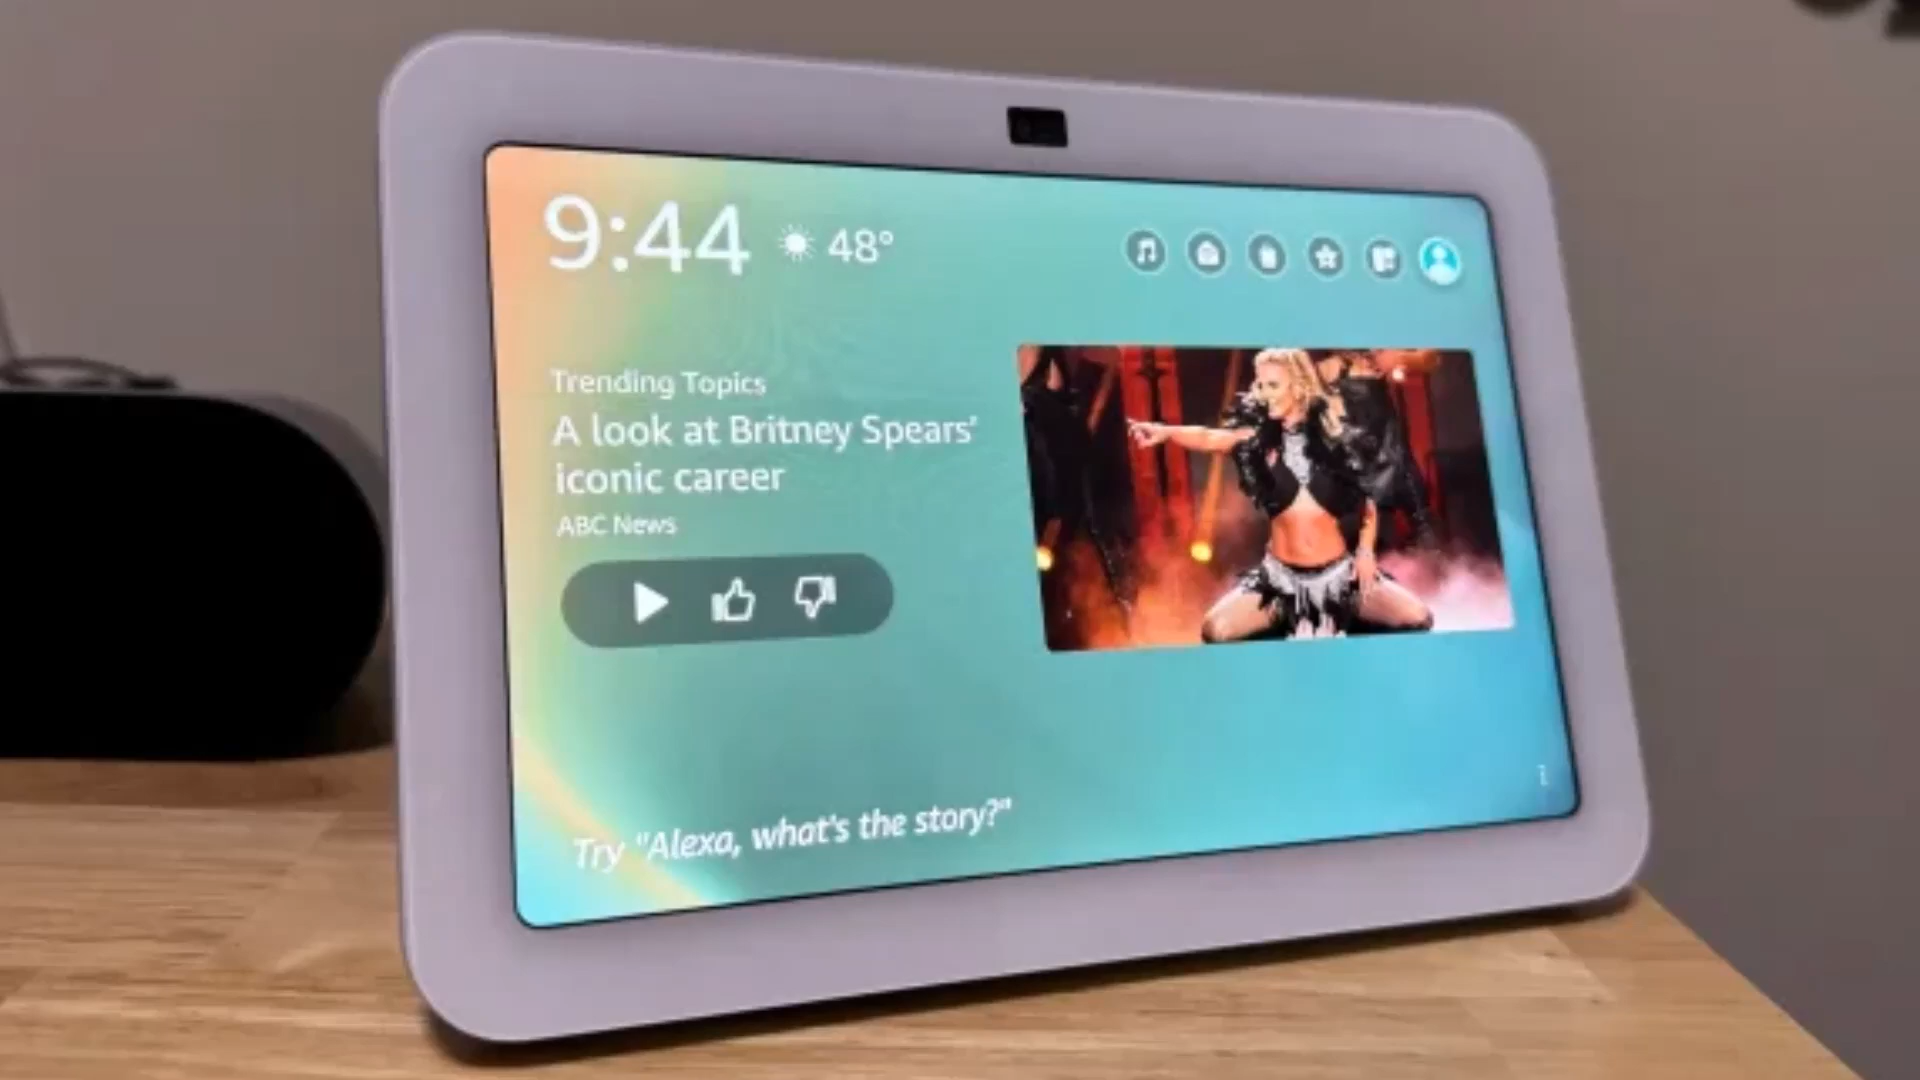 9:44 48°
Trending Topics
A look at Britney Spears'
iconic career
ABC News
Try "Alexa, what's the story?"